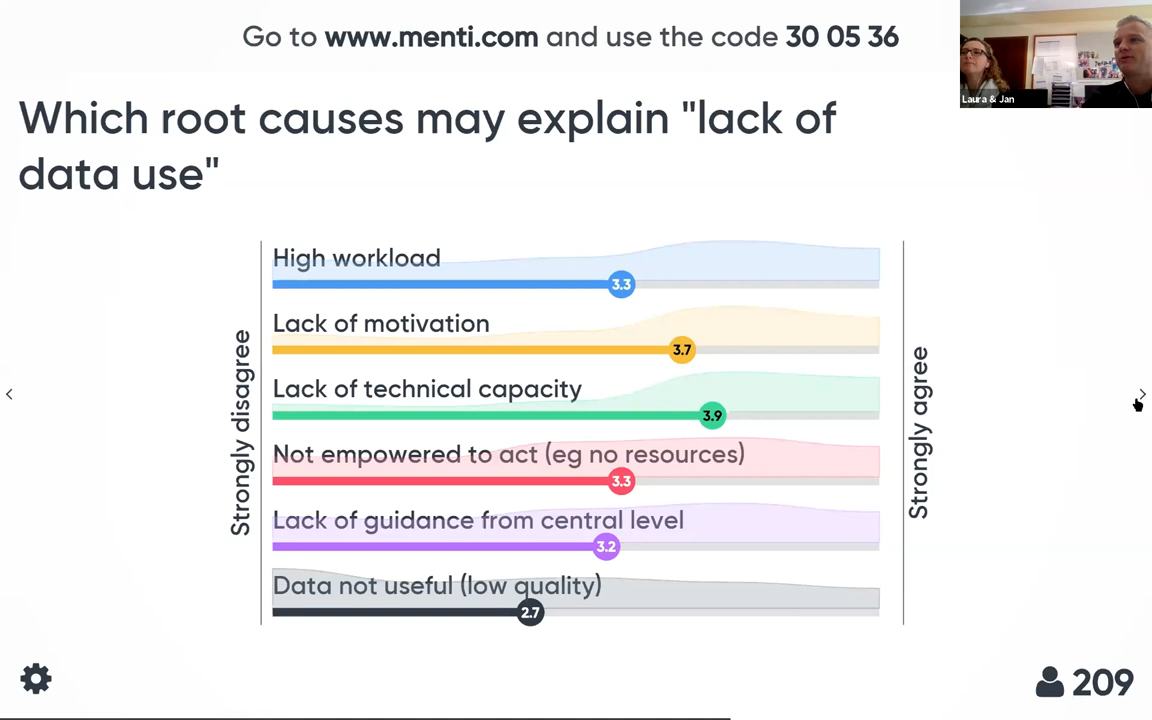 Go to www.menti.com and use the code 30 05 36
Laura & Jan
Which root causes may explain "lack of
data use"
Strongly disagree
High workload
3.3
Lack of motivation
3.7
Lack of technical capacity
3.9
Not empowered to act (eg no resources)
3.3
Lack of guidance from central level
3.2
Data not useful (low quality)
2.7
Strongly agree
209